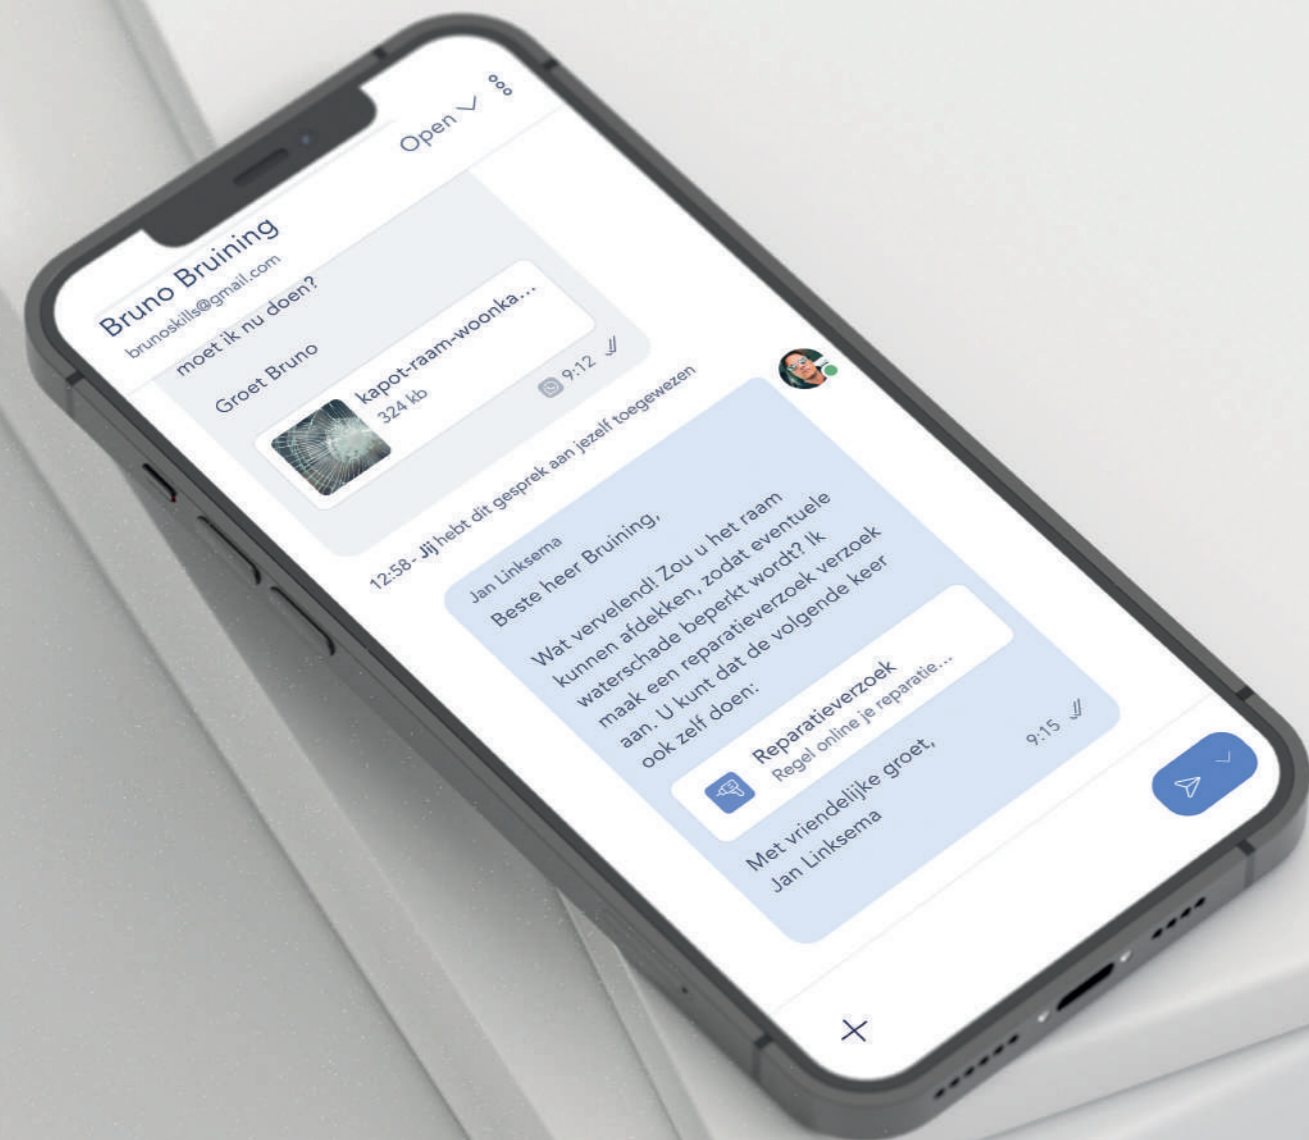 Open
Bruno Bruining
brunoskills@gmail.com
moet ik nu doen?
Groet Bruno
kapot-raam-woonka...
324 kb
9:12
12:58- Jij hebt dit gesprek aan jezelf toegewezen
Jan Linksema
Beste heer Bruining,
Wat vervelend! Zou u het raam
kunnen afdekken, zodat eventuele
waterschade beperkt wordt? Ik
maak een reparatieverzoek verzoek
aan. U kunt dat de volgende keer
ook zelf doen:
Reparatieverzoek
Regel online je reparatie...
Met vriendelijke groet,
Jan Linksema
9:15